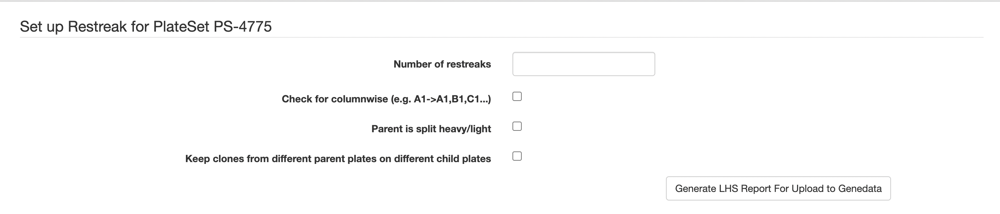 Set up Restreak for PlateSet PS-4775
Number of restreaks
Check for columnwise (e.g. A1->A1,B1,C1...)
Parent is split heavy/light
Keep clones from different parent plates on different child plates
Generate LHS Report For Upload to Genedata